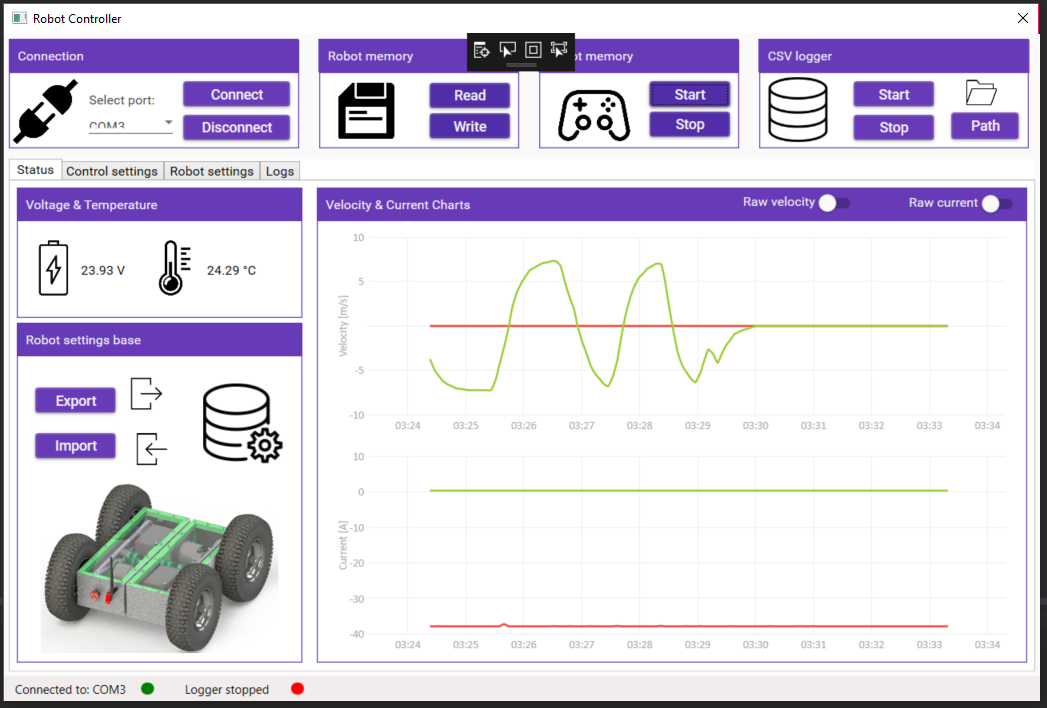 Robot Controller
Connection
Select port:
COM3
Connect
Disconnect
Robot memory
Read
Write
t memory
Start
Stop
CSV logger
Start
Stop
Path
Status
Control settings
Robot settings
Logs
Voltage & Temperature
23.93 V
24.29 °C
Robot settings base
Export
Import
Velocity & Current Charts
Raw velocity
Raw current
Velocity [m/s]
10
5
-5
-10
03:24 03:25 03:26 03:27 03:28 03:29 03:30 03:31 03:32 03:33 03:34
Current [A]
10
0
-10
-20
-30
-40
03:24 03:25 03:26 03:27 03:28 03:29 03:30 03:31 03:32 03:33 03:34
Connected to: COM3
Logger stopped